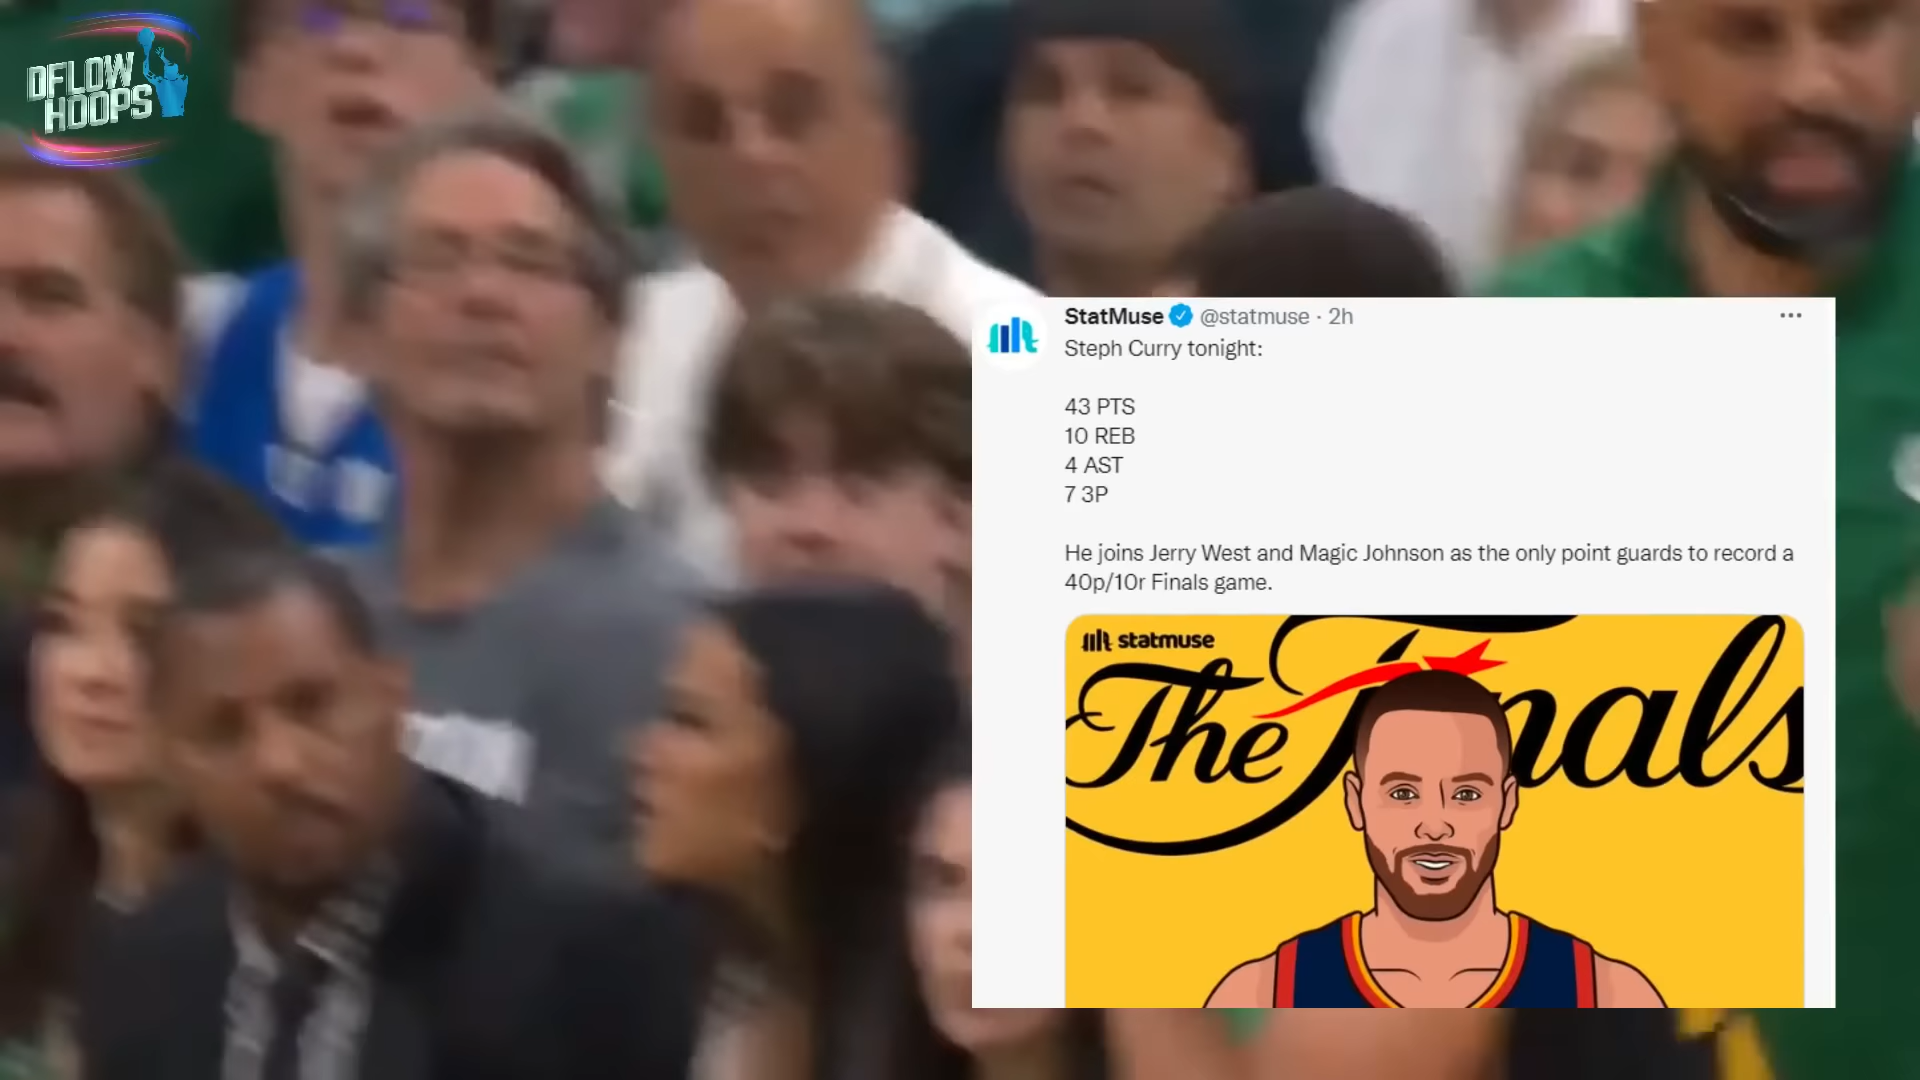 DFLOW
HOOPS
StatMuse @statmuse · 2h
Steph Curry tonight:
43 PTS
10 REB
4 AST
7 3P
He joins Jerry West and Magic Johnson as the only point guards to record a
40p/10r Finals game.
statmuse
The Finals